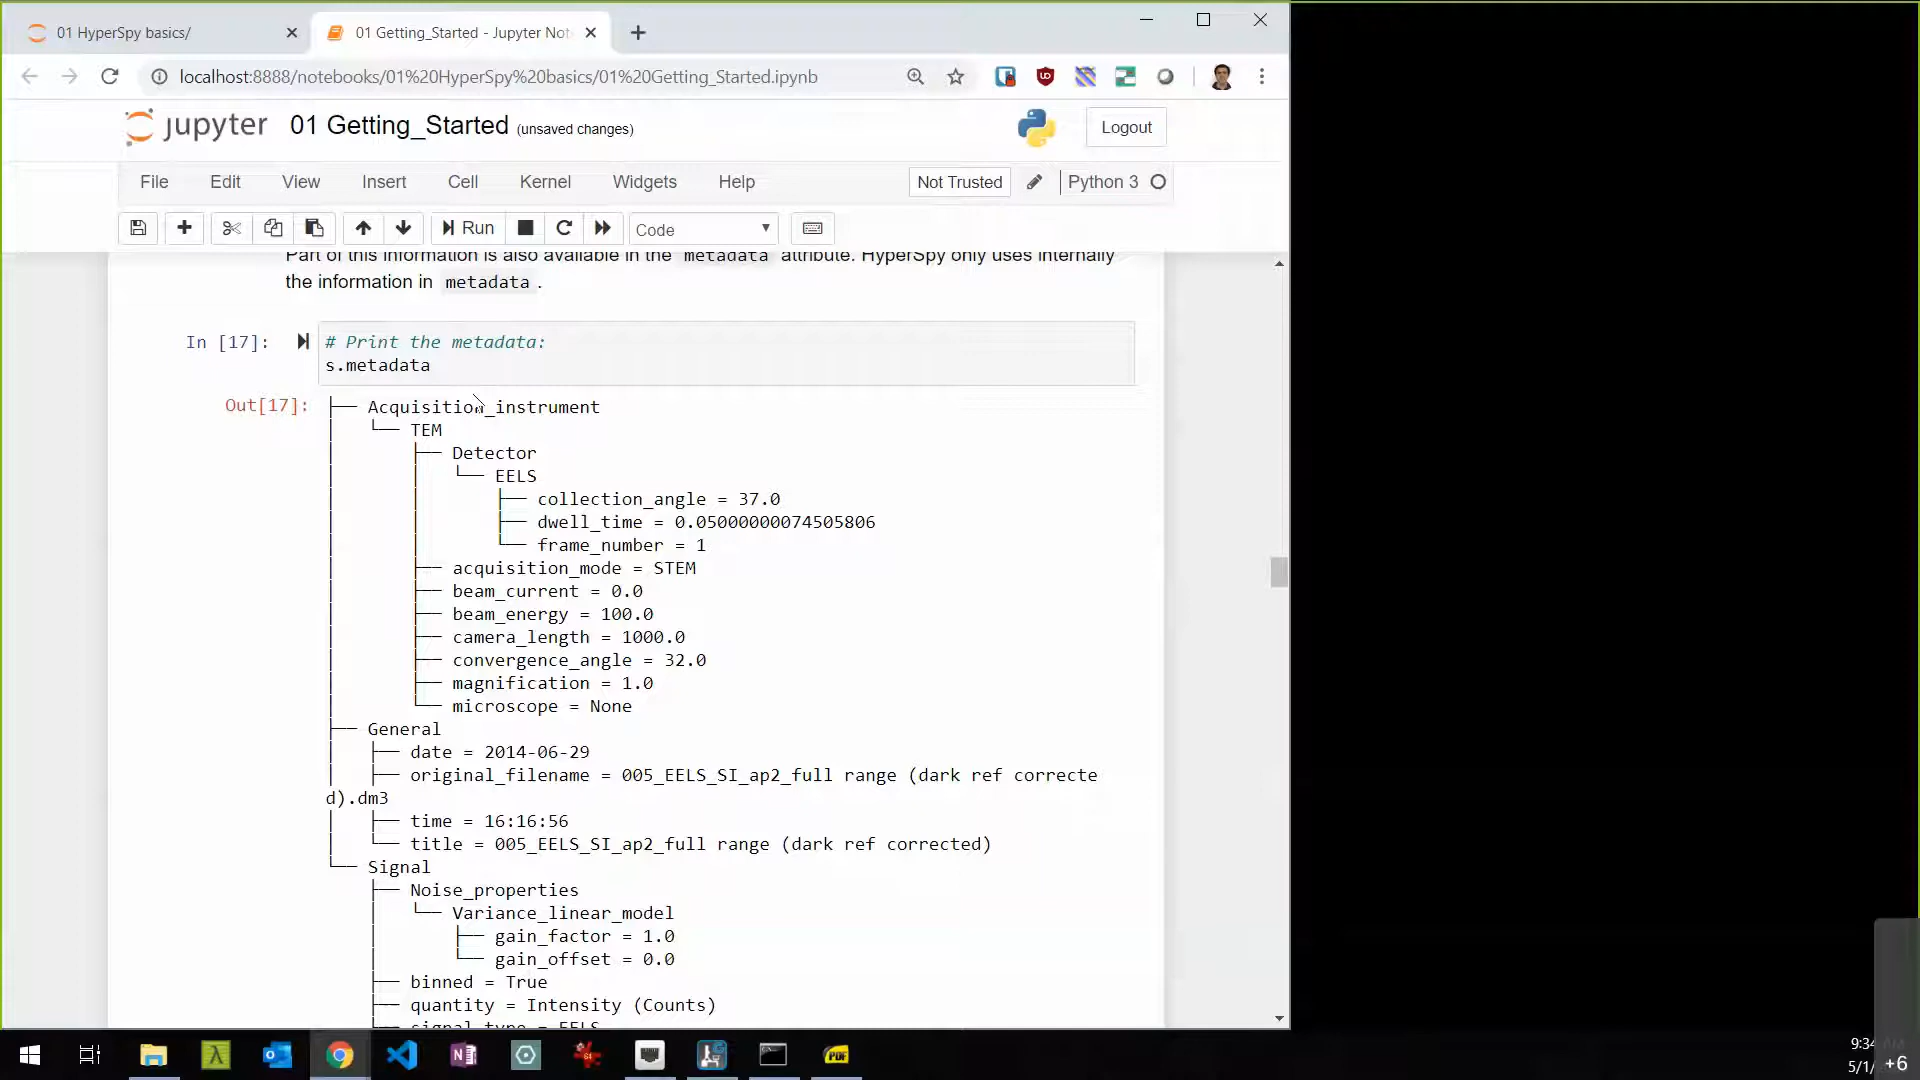 01 HyperSpy basics/
01 Getting_Started - Jupyter Not
localhost:8888/notebooks/01%20HyperSpy%20basics/01%20Getting_Started.ipynb
jupyter 01 Getting_Started (unsaved changes)
Logout
File Edit View Insert Cell Kernel Widgets Help Not Trusted Python 3
Run Code
Part of this information is also available in the metadata attribute. HyperSpy only uses internally
the information in metadata .
In [17]: # Print the metadata:
s.metadata
Out[17]: ├── Acquisition_instrument
│   └── TEM
│       ├── Detector
│       │   └── EELS
│       │       ├── collection_angle = 37.0
│       │       ├── dwell_time = 0.05000000074505806
│       │       └── frame_number = 1
│       ├── acquisition_mode = STEM
│       ├── beam_current = 0.0
│       ├── beam_energy = 100.0
│       ├── camera_length = 1000.0
│       ├── convergence_angle = 32.0
│       ├── magnification = 1.0
│       └── microscope = None
├── General
│   ├── date = 2014-06-29
│   ├── original_filename = 005_EELS_SI_ap2_full range (dark ref correcte
d).dm3
│   ├── time = 16:16:56
│   └── title = 005_EELS_SI_ap2_full range (dark ref corrected)
└── Signal
    ├── Noise_properties
    │   └── Variance_linear_model
    │       ├── gain_factor = 1.0
    │       └── gain_offset = 0.0
    ├── binned = True
    ├── quantity = Intensity (Counts)
    └── signal_type = EELS
9:34
5/1/
+6